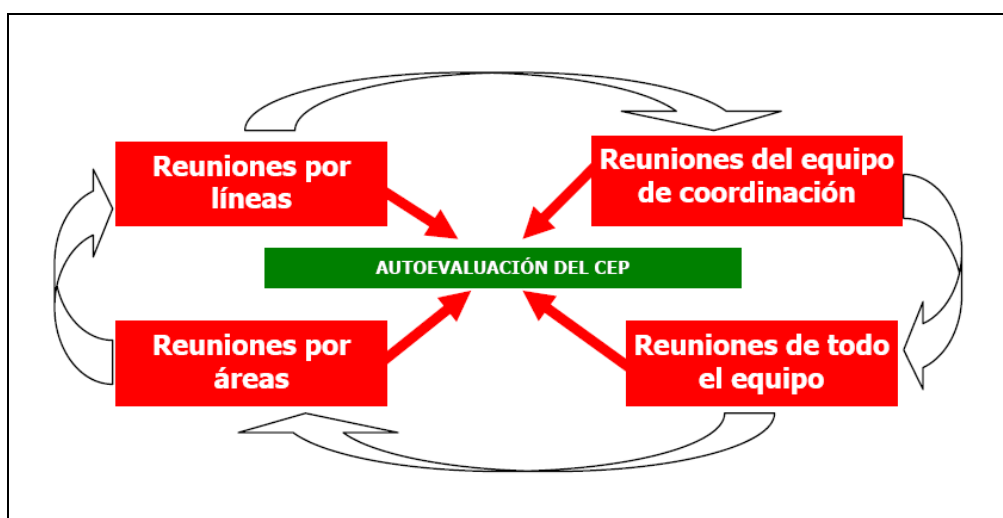 Reuniones por
líneas
Reuniones del equipo
de coordinación
AUTOEVALUACIÓN DEL CEP
Reuniones por
áreas
Reuniones de todo
el equipo